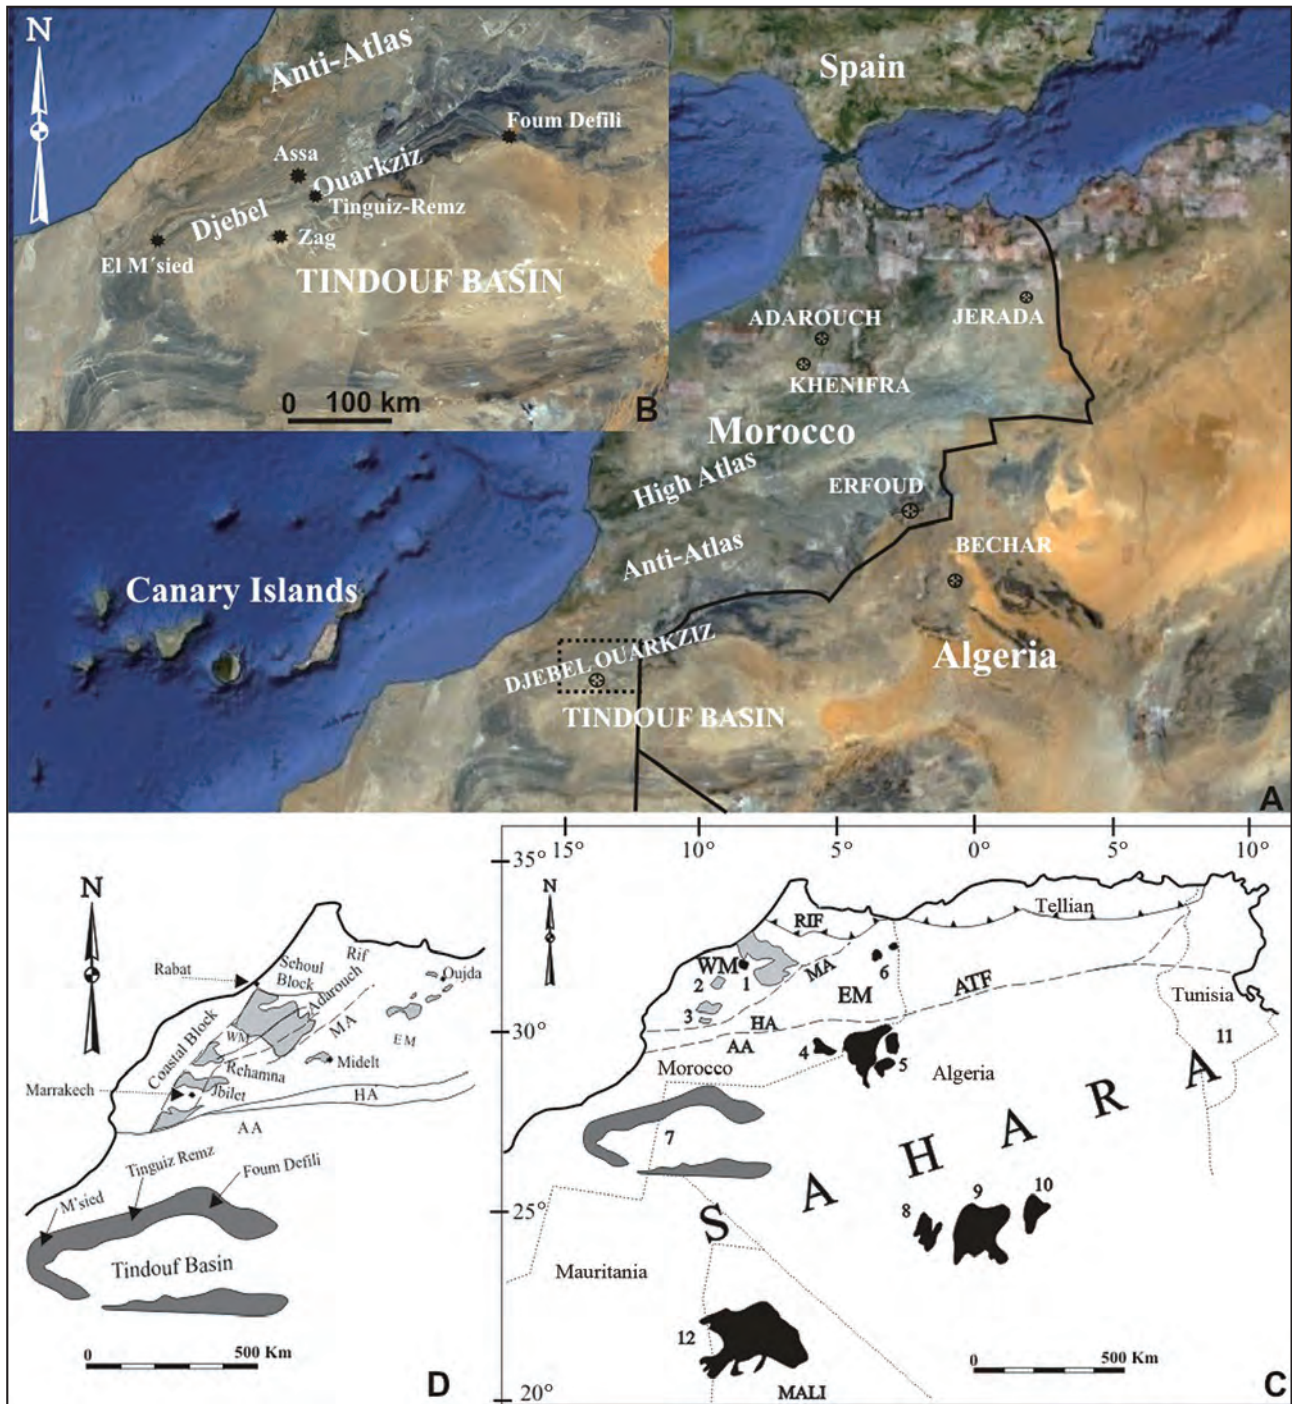 N
Anti-Atlas
Foum Defili
Assa
Ouarkziz
Tinguiz-Remz
Djebel
Zag
El M´sied
TINDOUF BASIN
0 100 km
B
Spain
ADAROUCH
JERADA
KHENIFRA
Morocco
High Atlas
ERFOUD
Anti-Atlas
BECHAR
Canary Islands
DJEBEL OUARKZIZ
Algeria
TINDOUF BASIN
A
N
Rabat
Sehoul
Block
Rif
Oujda
Adarouch
MA
Coastal Block
WM
EM
Rehamna
Midelt
Marrakech
Jbilet
HA
AA
Tinguiz Remz
Foum Defili
M'sied
Tindouf Basin
0 500 Km
D
15° 10° 5° 0° 5° 10°
35°
N
RIF
Tellian
WM
1
2
MA
6
3
EM
ATF
Tunisia
30°
HA
AA
4
5
11
Morocco
Algeria
7
S A H A R A
25°
8
9
10
Mauritania
12
0 500 Km
20°
MALI
C